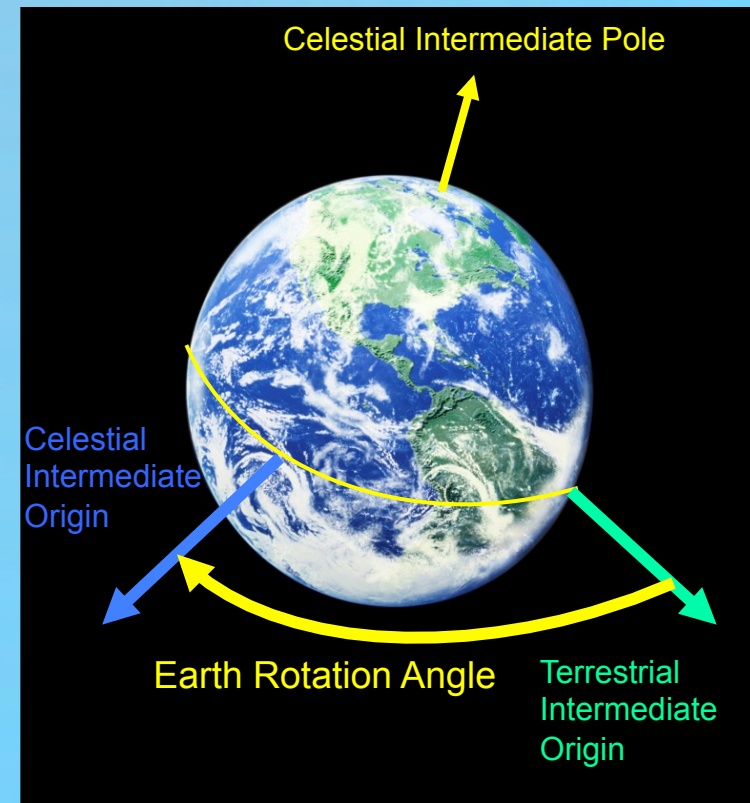 Celestial Intermediate Pole
Celestial
Intermediate
Origin
Earth Rotation Angle
Terrestrial
Intermediate
Origin